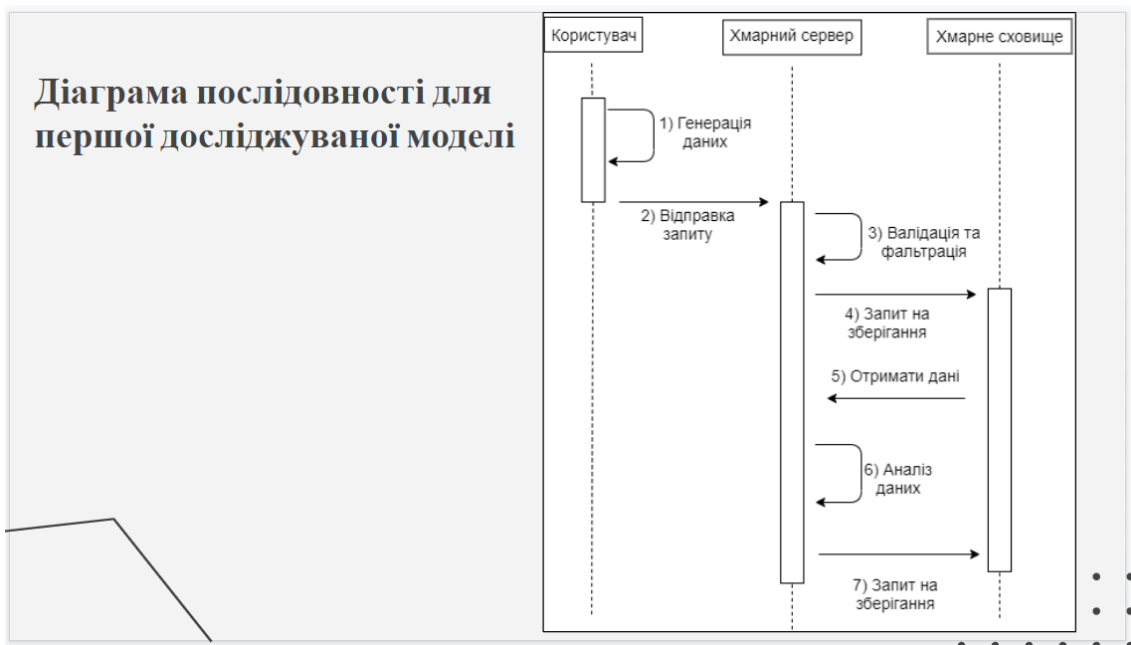 Діаграма послідовності для
першої досліджуваної моделі
Користувач
Хмарний сервер
Хмарне сховище
1) Генерація
даних
2) Відправка
запиту
3) Валідація та
фальтрація
4) Запит на
зберігання
5) Отримати дані
6) Аналіз
даних
7) Запит на
зберігання